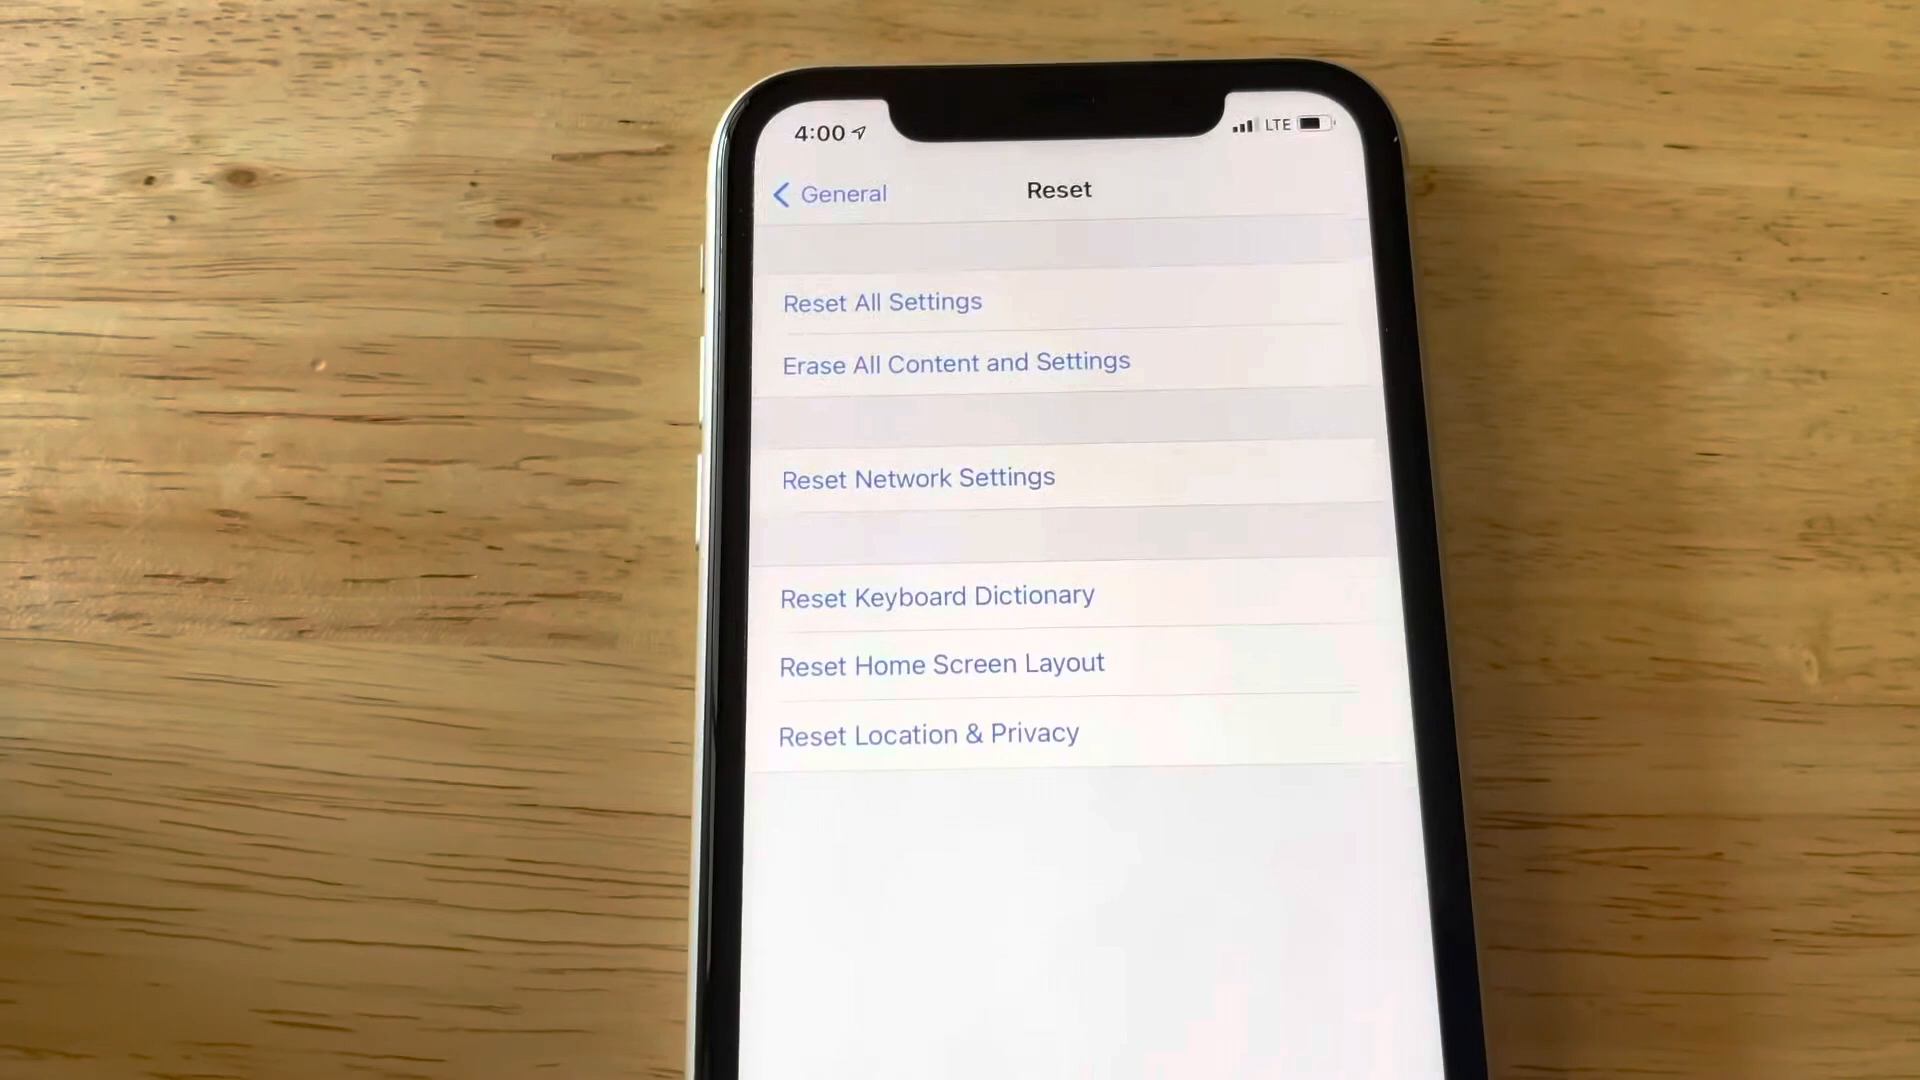 4:00
LTE
General
Reset
Reset All Settings
Erase All Content and Settings
Reset Network Settings
Reset Keyboard Dictionary
Reset Home Screen Layout
Reset Location & Privacy